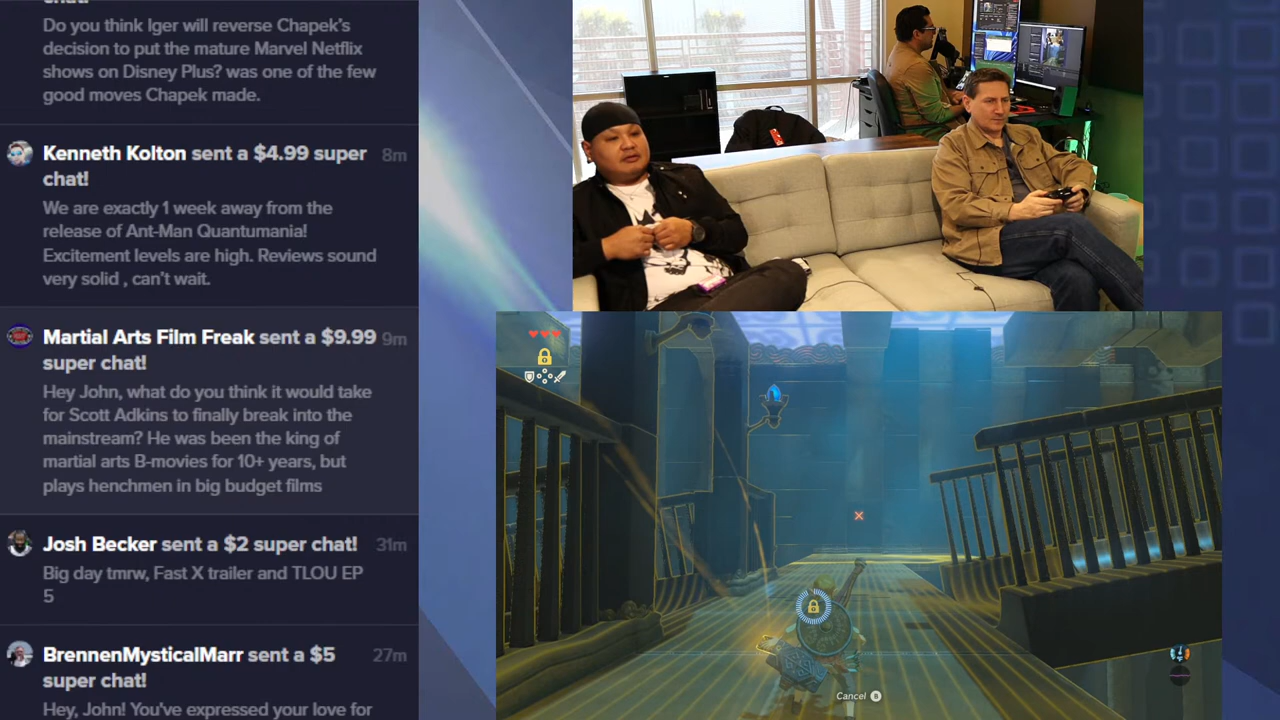 chat!
Do you think Iger will reverse Chapek's
decision to put the mature Marvel Netflix
shows on Disney Plus? was one of the few
good moves Chapek made.
Kenneth Kolton sent a $4.99 super 8m
chat!
We are exactly 1 week away from the
release of Ant-Man Quantumania!
Excitement levels are high. Reviews sound
very solid , can't wait.
Martial Arts Film Freak sent a $9.99 9m
super chat!
Hey John, what do you think it would take
for Scott Adkins to finally break into the
mainstream? He was been the king of
martial arts B-movies for 10+ years, but
plays henchmen in big budget films
Josh Becker sent a $2 super chat! 31m
Big day tmrw, Fast X trailer and TLOU EP
5
BrennenMysticalMarr sent a $5 27m
super chat!
Hey, John! You've expressed your love for
Cancel B